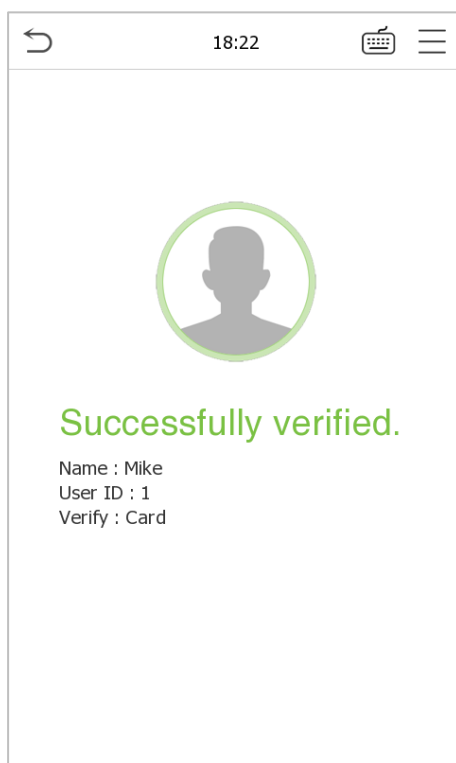 18:22
Successfully verified.
Name : Mike
User ID : 1
Verify : Card